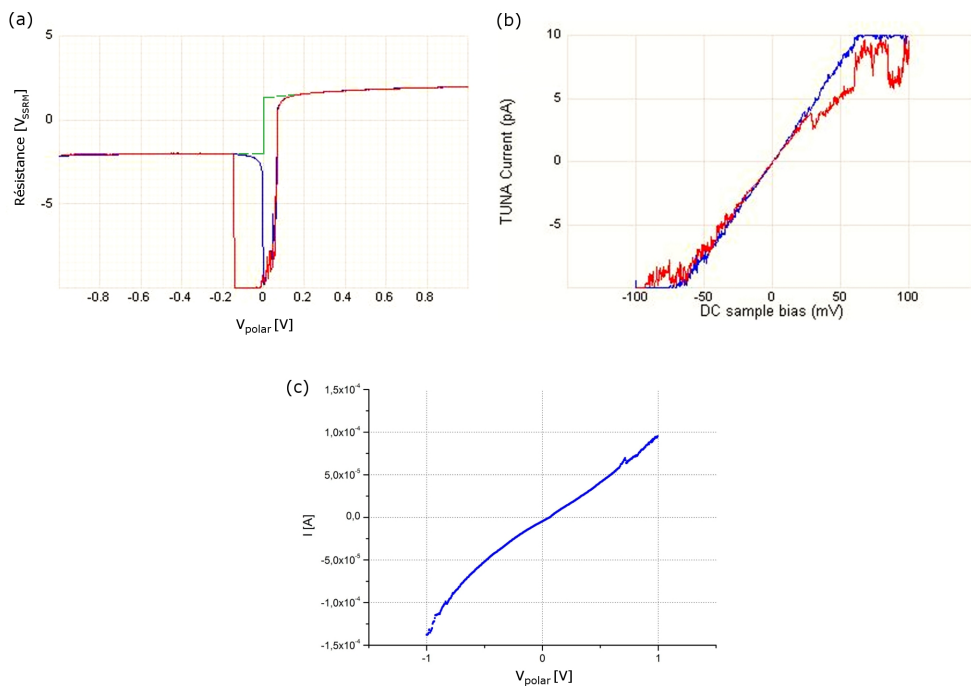 (a)
5
0
-5
Résistance [VSSRM]
-0.8 -0.6 -0.4 -0.2 0 0.2 0.4 0.6 0.8
Vpolar [V]
(b)
10
5
0
-5
TUNA Current (pA)
-100 -50 0 50 100
DC sample bias (mV)
(c)
1,5x10-4
1,0x10-4
5,0x10-5
0,0
-5,0x10-5
-1,0x10-4
-1,5x10-4
I [A]
-1 0 1
Vpolar [V]